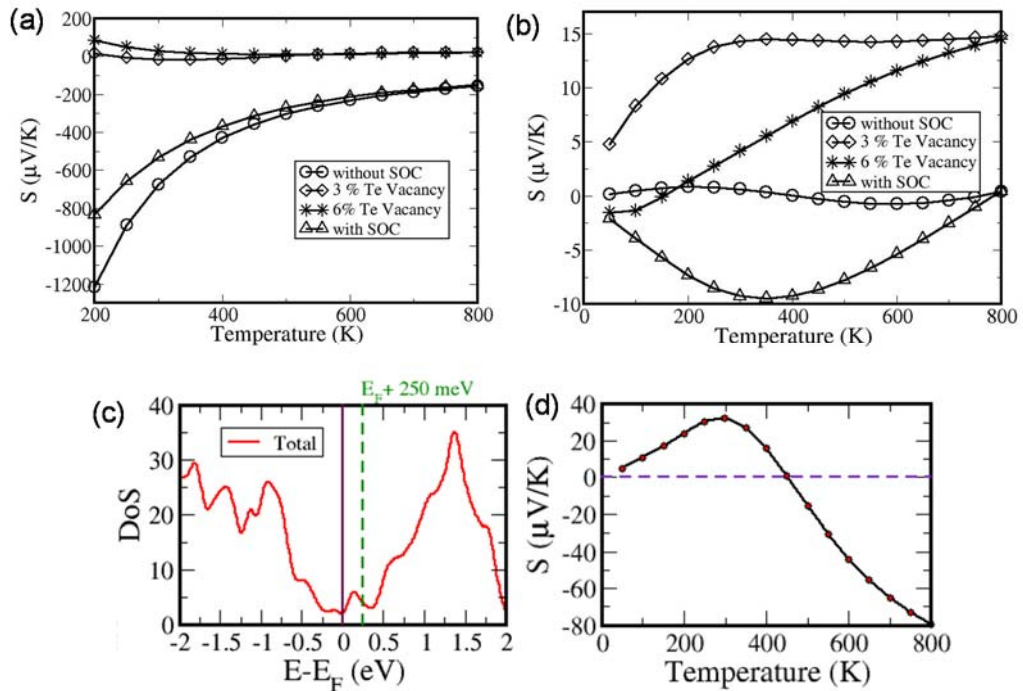 (a)
200
0
-200
-400
-600
-800
-1000
-1200
S (μV/K)
without SOC
3 % Te Vacancy
6% Te Vacancy
with SOC
200 400 600 800
Temperature (K)
(b)
15
10
5
0
-5
-10
S (μV/K)
without SOC
3 % Te Vacancy
6 % Te Vacancy
with SOC
0 200 400 600 800
Temperature (K)
(c)
E_F+ 250 meV
40
30
20
10
0
DoS
Total
-2 -1.5 -1 -0.5 0 0.5 1 1.5 2
E-E_F (eV)
(d)
40
20
0
-20
-40
-60
-80
S (μV/K)
0 200 400 600 800
Temperature (K)